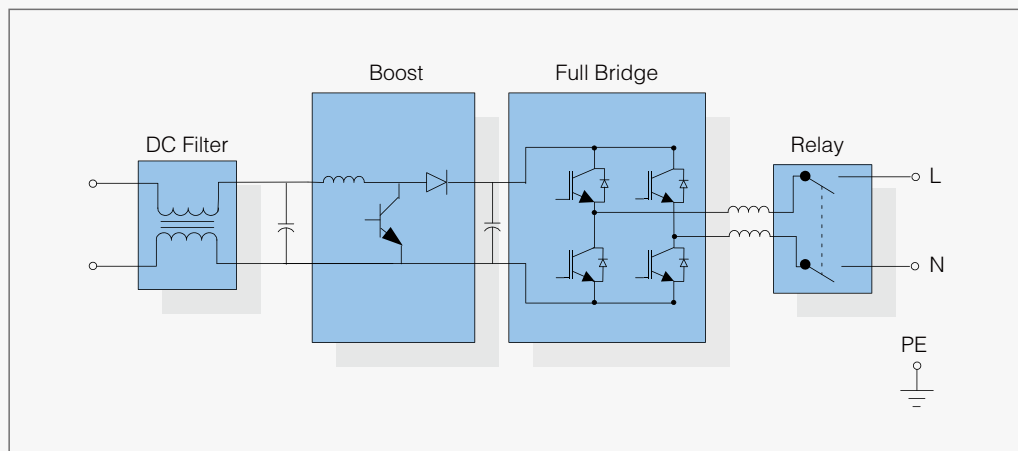 Boost
Full Bridge
DC Filter
Relay
L
N
PE